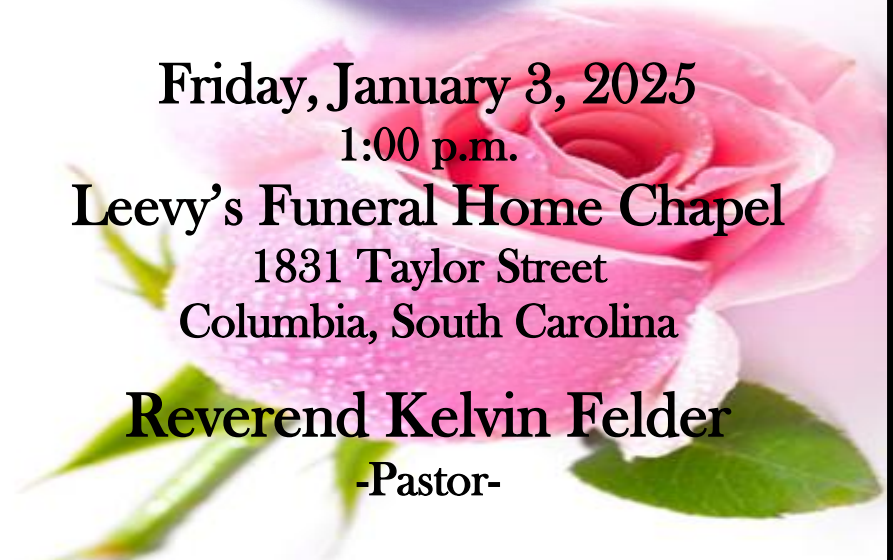 Friday, January 3, 2025
1:00 p.m.
Leevy’s Funeral Home Chapel
1831 Taylor Street
Columbia, South Carolina
Reverend Kelvin Felder
-Pastor-